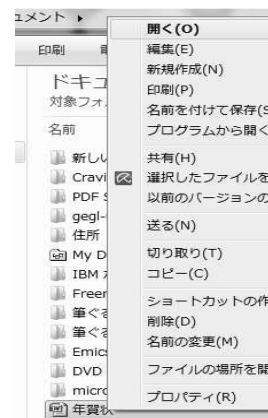 ュメント ▸
印刷
ドキュ
対象フォ
名前
新し
Cravi
PDF S
gegl-
住所
My D
IBM
Freer
筆ぐる
筆ぐる
Emics
DVD
micro
年賀状
開く(O)
編集(E)
新規作成(N)
印刷(P)
名前を付けて保存(S
プログラムから開く
共有(H)
選択したファイルを
以前のバージョンの
送る(N)
切り取り(T)
コピー(C)
ショートカットの作
削除(D)
名前の変更(M)
ファイルの場所を開
プロパティ(R)